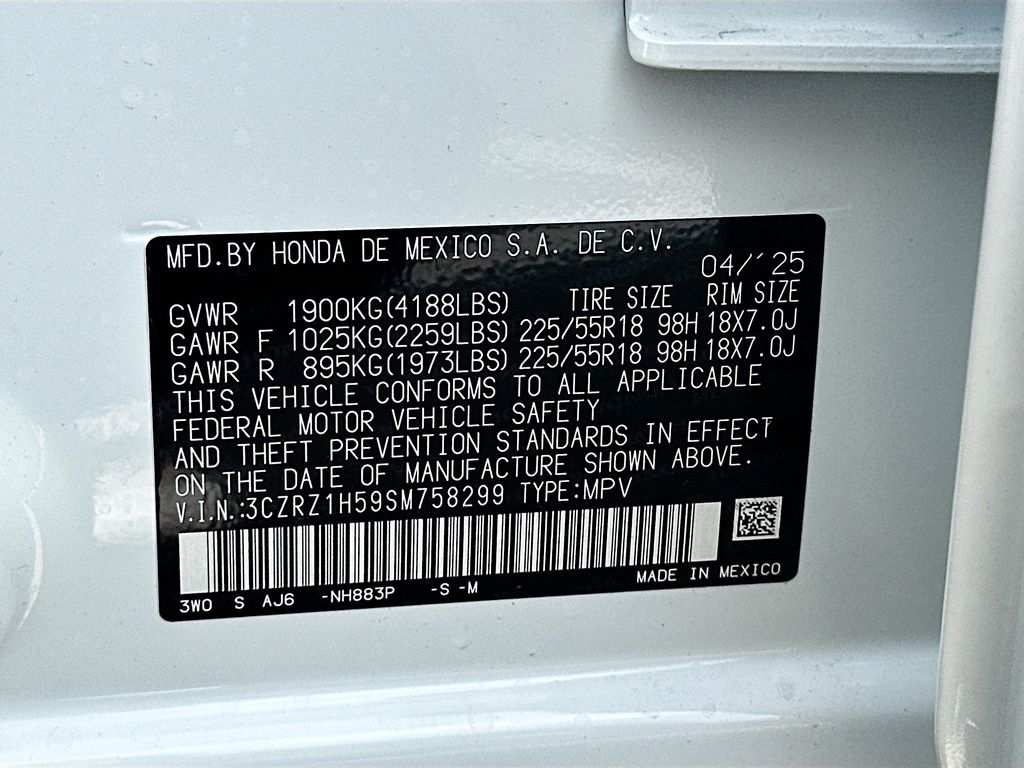 MFD.BY HONDA DE MEXICO S.A. DE C.V.
04/'25
GVWR 1900KG(4188LBS) TIRE SIZE RIM SIZE
GAWR F 1025KG(2259LBS) 225/55R18 98H 18X7.0J
GAWR R 895KG(1973LBS) 225/55R18 98H 18X7.0J
THIS VEHICLE CONFORMS TO ALL APPLICABLE
FEDERAL MOTOR VEHICLE SAFETY
AND THEFT PREVENTION STANDARDS IN EFFECT
ON THE DATE OF MANUFACTURE SHOWN ABOVE.
V.I.N.:3CZRZ1H59SM758299 TYPE:MPV
3WO S AJ6 -NH883P -S -M MADE IN MEXICO